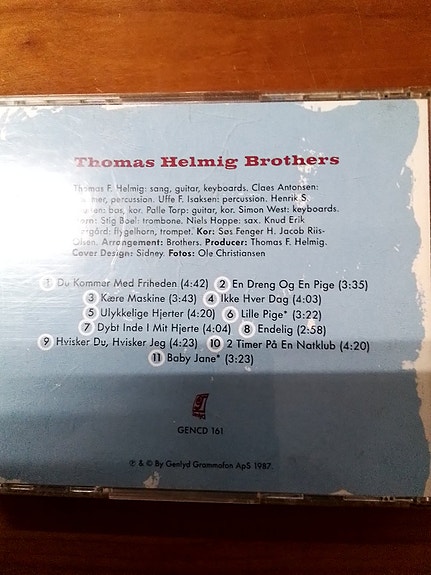 Thomas Helmig Brothers
Thomas F. Helmig: sang, guitar, keyboards. Claes Antonsen:
percussion. Uffe F. Isaksen: percussion. Henrik S.
bas, kor. Palle Torp: guitar, kor. Simon West: keyboards.
Stig Boel: trombone. Niels Hoppe: sax. Knud Erik
flygelhorn, trompet. Kor: Søs Fenger H. Jacob Riis-
Olsen. Arrangement: Brothers. Producer: Thomas F. Helmig.
Cover Design: Sidney. Fotos: Ole Christiansen
1 Du Kommer Med Friheden (4:42) 2 En Dreng Og En Pige (3:35)
3 Kære Maskine (3:43) 4 Ikke Hver Dag (4:03)
5 Ulykkelige Hjerter (4:20) 6 Lille Pige* (3:22)
7 Dybt Inde I Mit Hjerte (4:04) 8 Endelig (2:58)
9 Hvisker Du, Hvisker Jeg (4:23) 10 2 Timer På En Natklub (4:20)
11 Baby Jane* (3:23)
GENCD 161
℗ & © By Genlyd Grammofon ApS 1987.